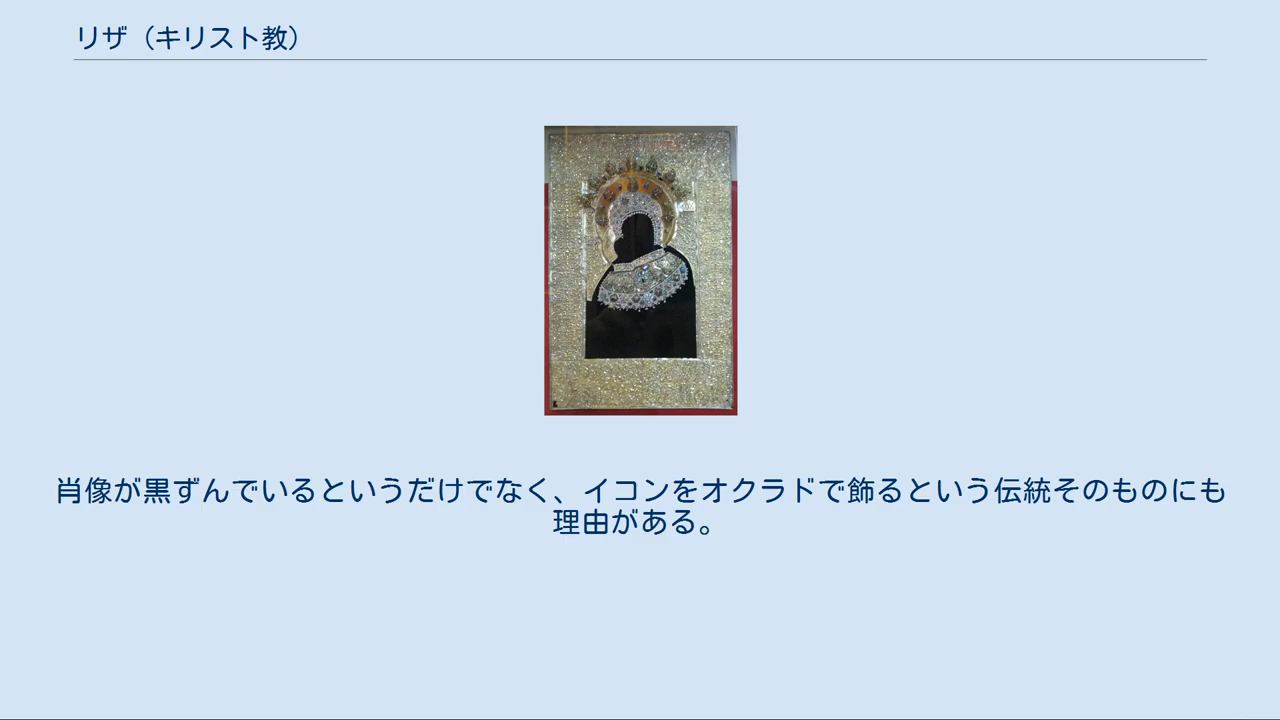 リザ（キリスト教）
肖像が黒ずんでいるというだけでなく、イコンをオクラドで飾るという伝統そのものにも
理由がある。